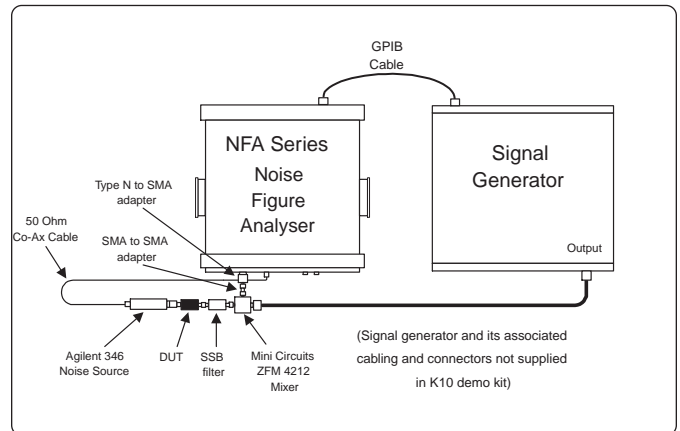 GPIB
Cable
NFA Series
Noise
Figure
Analyser
Signal
Generator
Output
Type N to SMA
adapter
50 Ohm
Co-Ax Cable
SMA to SMA
adapter
Agilent 346
Noise Source
DUT
SSB
filter
Mini Circuits
ZFM 4212
Mixer
(Signal generator and its associated
cabling and connectors not supplied
in K10 demo kit)